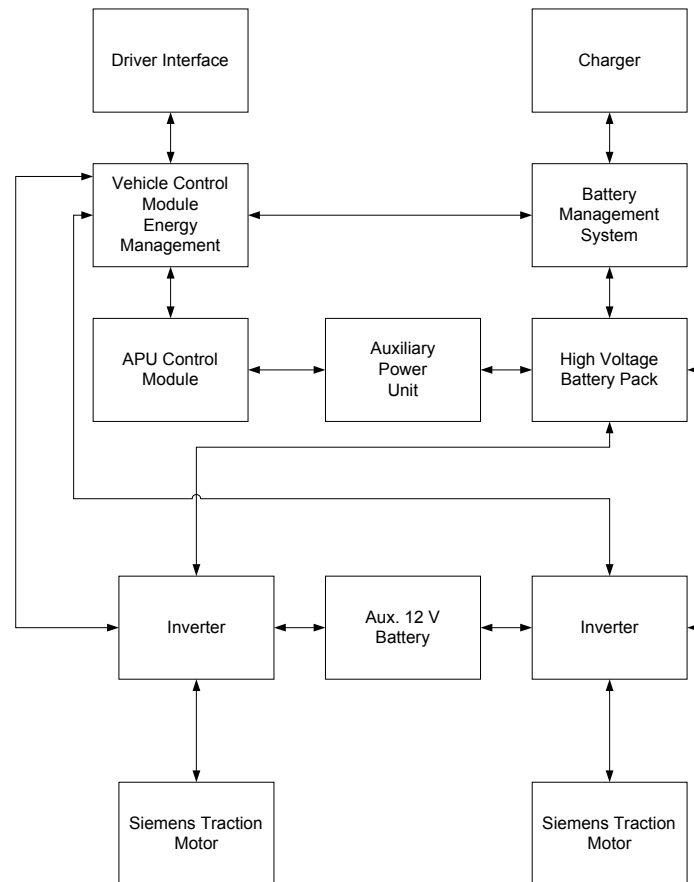 Driver Interface
Charger
Vehicle Control
Module
Energy
Management
Battery
Management
System
APU Control
Module
Auxiliary
Power
Unit
High Voltage
Battery Pack
Inverter
Aux. 12 V
Battery
Inverter
Siemens Traction
Motor
Siemens Traction
Motor